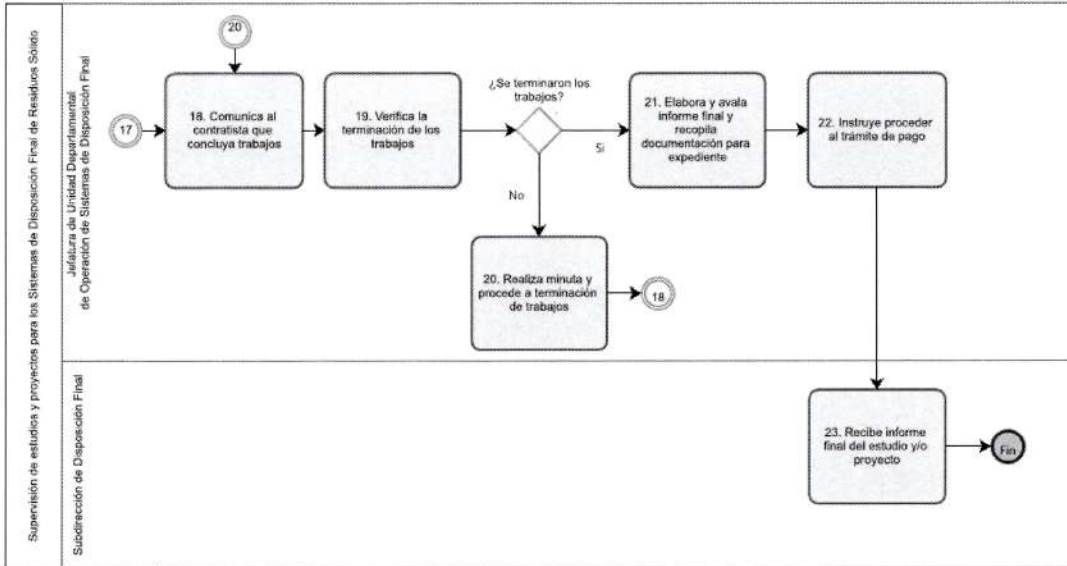 Supervisión de estudios y proyectos para los Sistemas de Disposición Final de Residuos Sólido
Jefatura de Unidad Departamental
de Operación de Sistemas de Disposición Final
20
17
18. Comunica al
contratista que
concluya trabajos
19. Verifica la
terminación de los
trabajos
¿Se terminaron los
trabajos?
Si
No
21. Elabora y avala
informe final y
recopila
documentación para
expediente
22. Instruye proceder
al trámite de pago
20. Realiza minuta y
procede a terminación
de trabajos
18
Subdirección de Disposición Final
23. Recibe informe
final del estudio y/o
proyecto
Fin